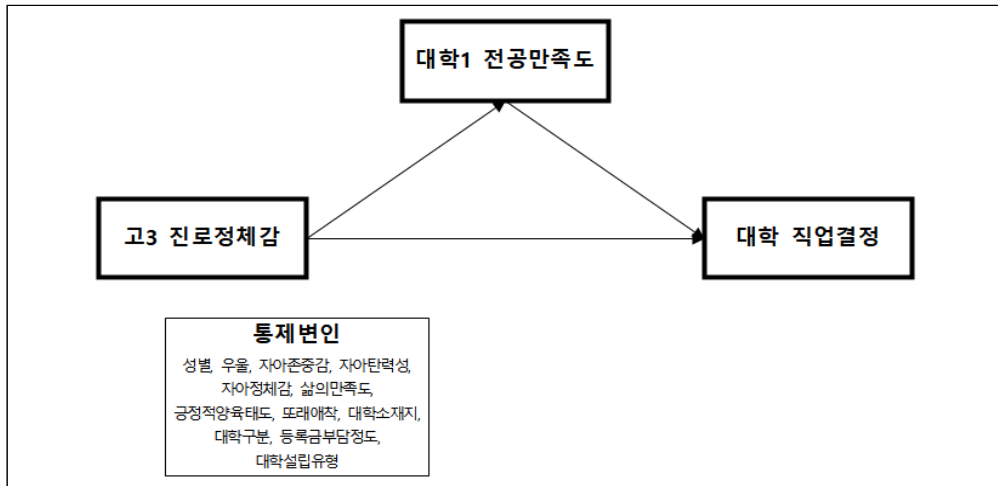 대학1 전공만족도
고3 진로정체감
대학 직업결정
통제변인
성별, 우울, 자아존중감, 자아탄력성,
자아정체감, 삶의만족도,
긍정적양육태도, 또래애착, 대학소재지,
대학구분, 등록금부담정도,
대학설립유형